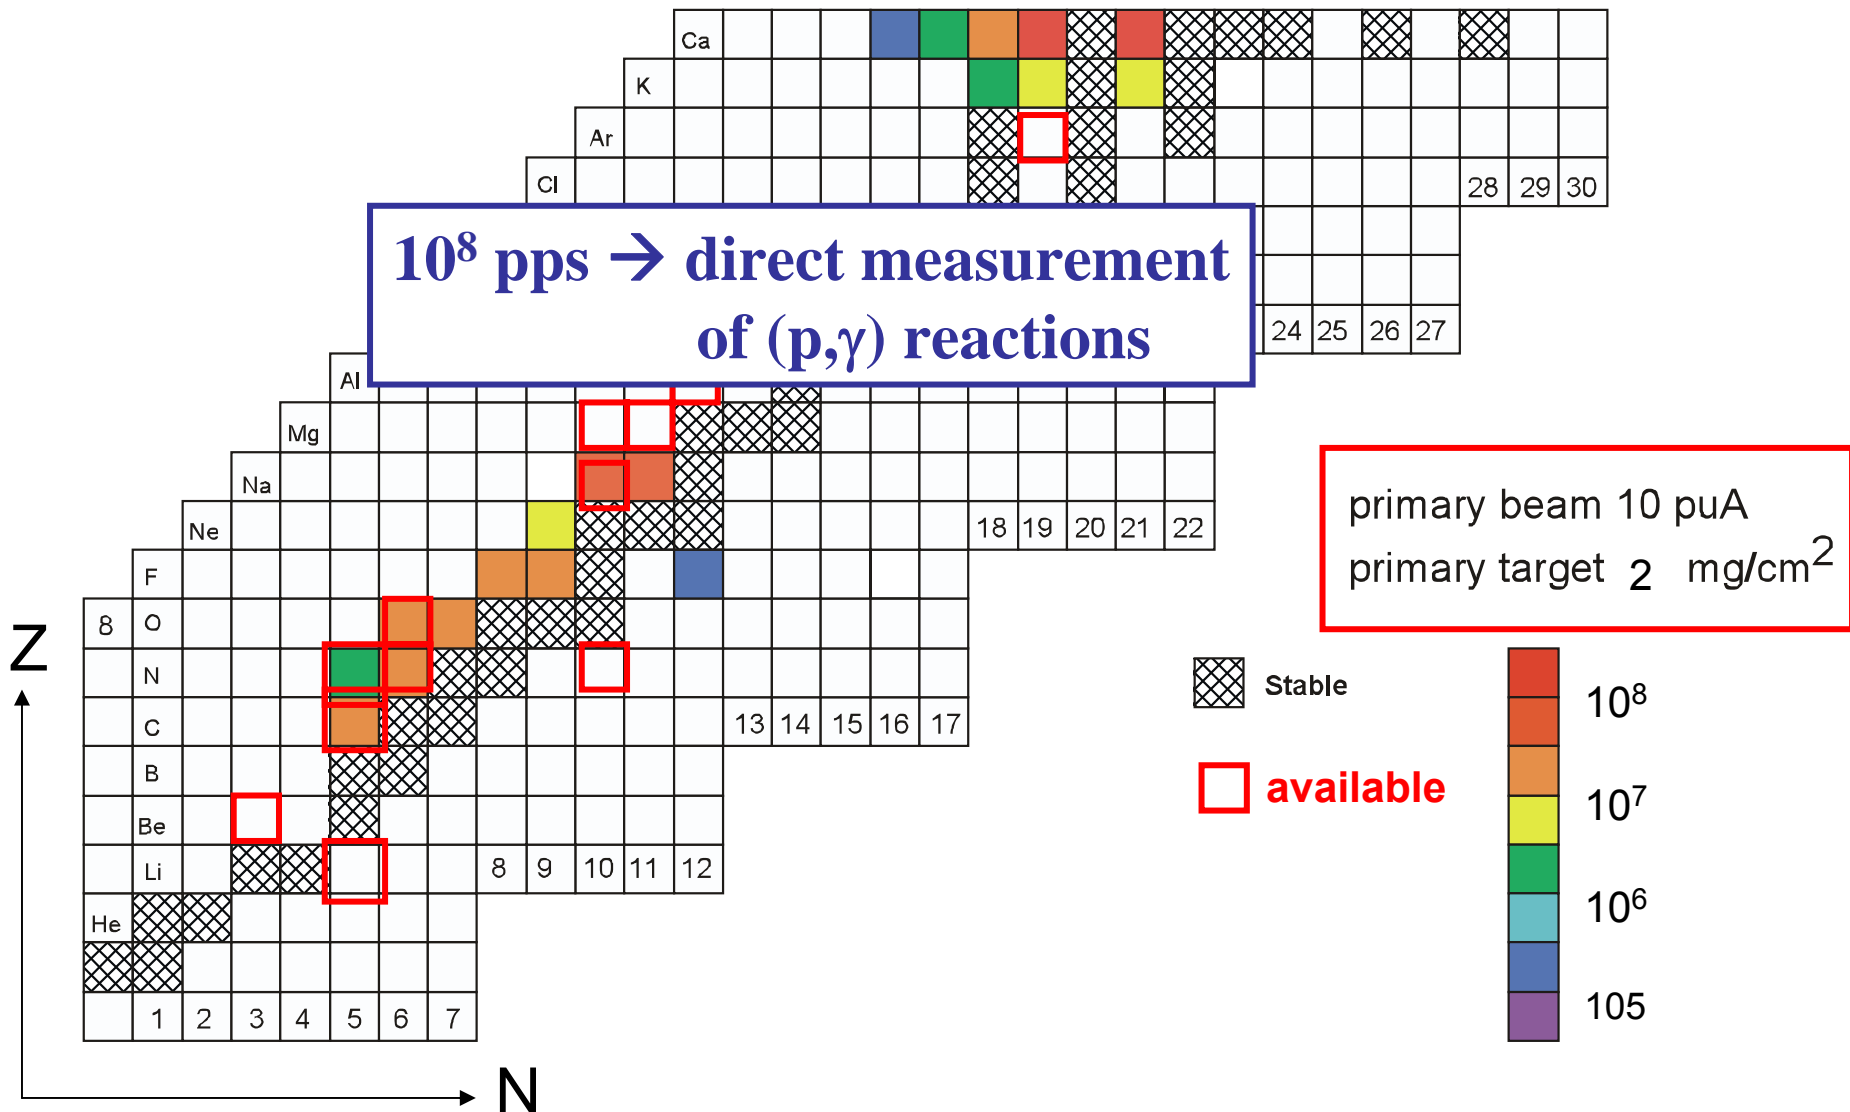 Ca
K
Ar
Cl
28 29 30
10⁸ pps → direct measurement
of (p,γ) reactions
24 25 26 27
Al
Mg
Na
Ne
18 19 20 21 22
F
8 O
N
C
13 14 15 16 17
B
Be
Li
8 9 10 11 12
He
1 2 3 4 5 6 7
Z
N
primary beam 10 puA
primary target 2 mg/cm²
Stable
available
10⁸
10⁷
10⁶
105